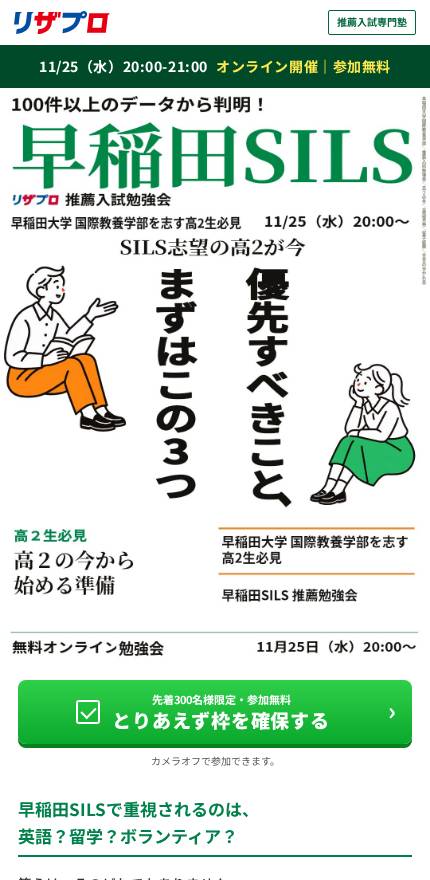 リザプロ
推薦入試専門塾
11/25（水）20:00-21:00 オンライン開催｜参加無料
100件以上のデータから判明！
早稲田SILS
リザプロ 推薦入試勉強会
早稲田大学 国際教養学部を志す高2生必見 11/25（水）20:00〜
SILS志望の高2が今
優先すべきこと、
まずはこの3つ
高２生必見
高２の今から
始める準備
早稲田大学 国際教養学部を志す
高2生必見
早稲田SILS 推薦勉強会
無料オンライン勉強会 11月25日（水）20:00〜
先着300名様限定・参加無料
とりあえず枠を確保する
カメラオフで参加できます。
早稲田SILSで重視されるのは、
英語？留学？ボランティア？